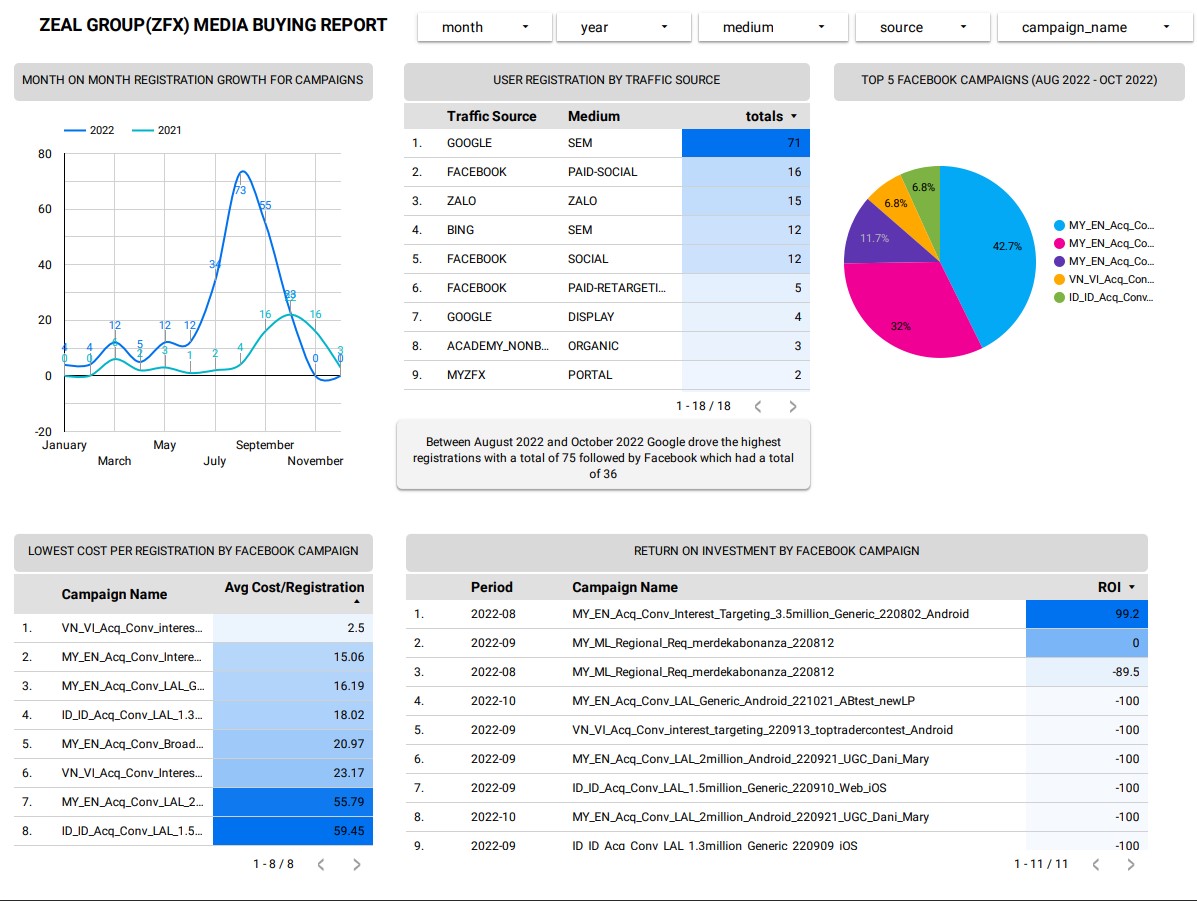 ZEAL GROUP(ZFX) MEDIA BUYING REPORT
month
year
medium
source
campaign_name
MONTH ON MONTH REGISTRATION GROWTH FOR CAMPAIGNS
2022
2021
80
60
40
20
0
-20
4
4
12
5
12
12
34
73
55
23
0
0
0
0
6
2
3
1
2
4
16
22
16
3
January
May
September
March
July
November
USER REGISTRATION BY TRAFFIC SOURCE
Traffic Source Medium totals
1. GOOGLE SEM 71
2. FACEBOOK PAID-SOCIAL 16
3. ZALO ZALO 15
4. BING SEM 12
5. FACEBOOK SOCIAL 12
6. FACEBOOK PAID-RETARGETI... 5
7. GOOGLE DISPLAY 4
8. ACADEMY_NONB... ORGANIC 3
9. MYZFX PORTAL 2
1 - 18 / 18
Between August 2022 and October 2022 Google drove the highest
registrations with a total of 75 followed by Facebook which had a total
of 36
TOP 5 FACEBOOK CAMPAIGNS (AUG 2022 - OCT 2022)
42.7%
32%
11.7%
6.8%
6.8%
MY_EN_Acq_Co...
MY_EN_Acq_Co...
MY_EN_Acq_Co...
VN_VI_Acq_Con...
ID_ID_Acq_Conv...
LOWEST COST PER REGISTRATION BY FACEBOOK CAMPAIGN
Campaign Name Avg Cost/Registration
1. VN_VI_Acq_Conv_interes... 2.5
2. MY_EN_Acq_Conv_Intere... 15.06
3. MY_EN_Acq_Conv_LAL_G... 16.19
4. ID_ID_Acq_Conv_LAL_1.3... 18.02
5. MY_EN_Acq_Conv_Broad... 20.97
6. VN_VI_Acq_Conv_Interes... 23.17
7. MY_EN_Acq_Conv_LAL_2... 55.79
8. ID_ID_Acq_Conv_LAL_1.5... 59.45
1 - 8 / 8
RETURN ON INVESTMENT BY FACEBOOK CAMPAIGN
Period Campaign Name ROI
1. 2022-08 MY_EN_Acq_Conv_Interest_Targeting_3.5million_Generic_220802_Android 99.2
2. 2022-09 MY_ML_Regional_Req_merdekabonanza_220812 0
3. 2022-08 MY_ML_Regional_Req_merdekabonanza_220812 -89.5
4. 2022-10 MY_EN_Acq_Conv_LAL_Generic_Android_221021_ABtest_newLP -100
5. 2022-09 VN_VI_Acq_Conv_interest_targeting_220913_toptradercontest_Android -100
6. 2022-09 MY_EN_Acq_Conv_LAL_2million_Android_220921_UGC_Dani_Mary -100
7. 2022-09 ID_ID_Acq_Conv_LAL_1.5million_Generic_220910_Web_iOS -100
8. 2022-10 MY_EN_Acq_Conv_LAL_2million_Android_220921_UGC_Dani_Mary -100
9. 2022-09 ID_ID_Acq_Conv_LAL_1.3million_Generic_220909_iOS -100
1 - 11 / 11